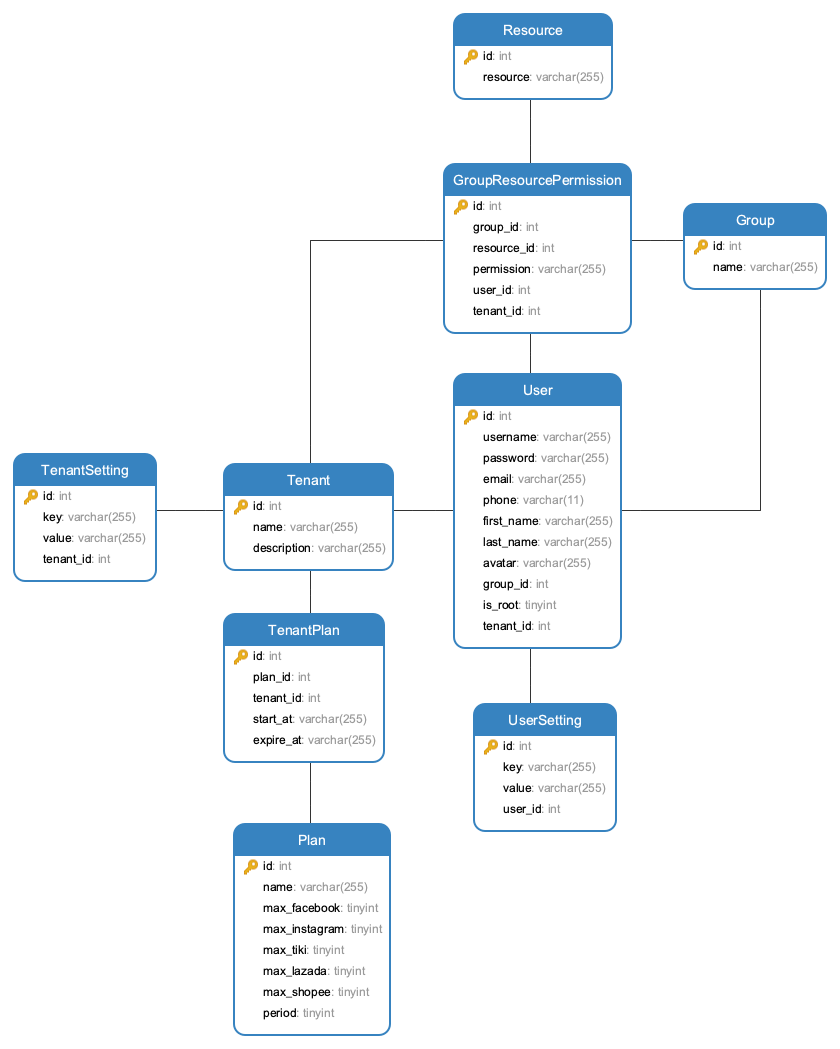 Resource
id: int
resource: varchar(255)
GroupResourcePermission
id: int
group_id: int
resource_id: int
permission: varchar(255)
user_id: int
tenant_id: int
Group
id: int
name: varchar(255)
User
id: int
username: varchar(255)
password: varchar(255)
email: varchar(255)
phone: varchar(11)
first_name: varchar(255)
last_name: varchar(255)
avatar: varchar(255)
group_id: int
is_root: tinyint
tenant_id: int
TenantSetting
id: int
key: varchar(255)
value: varchar(255)
tenant_id: int
Tenant
id: int
name: varchar(255)
description: varchar(255)
TenantPlan
id: int
plan_id: int
tenant_id: int
start_at: varchar(255)
expire_at: varchar(255)
UserSetting
id: int
key: varchar(255)
value: varchar(255)
user_id: int
Plan
id: int
name: varchar(255)
max_facebook: tinyint
max_instagram: tinyint
max_tiki: tinyint
max_lazada: tinyint
max_shopee: tinyint
period: tinyint